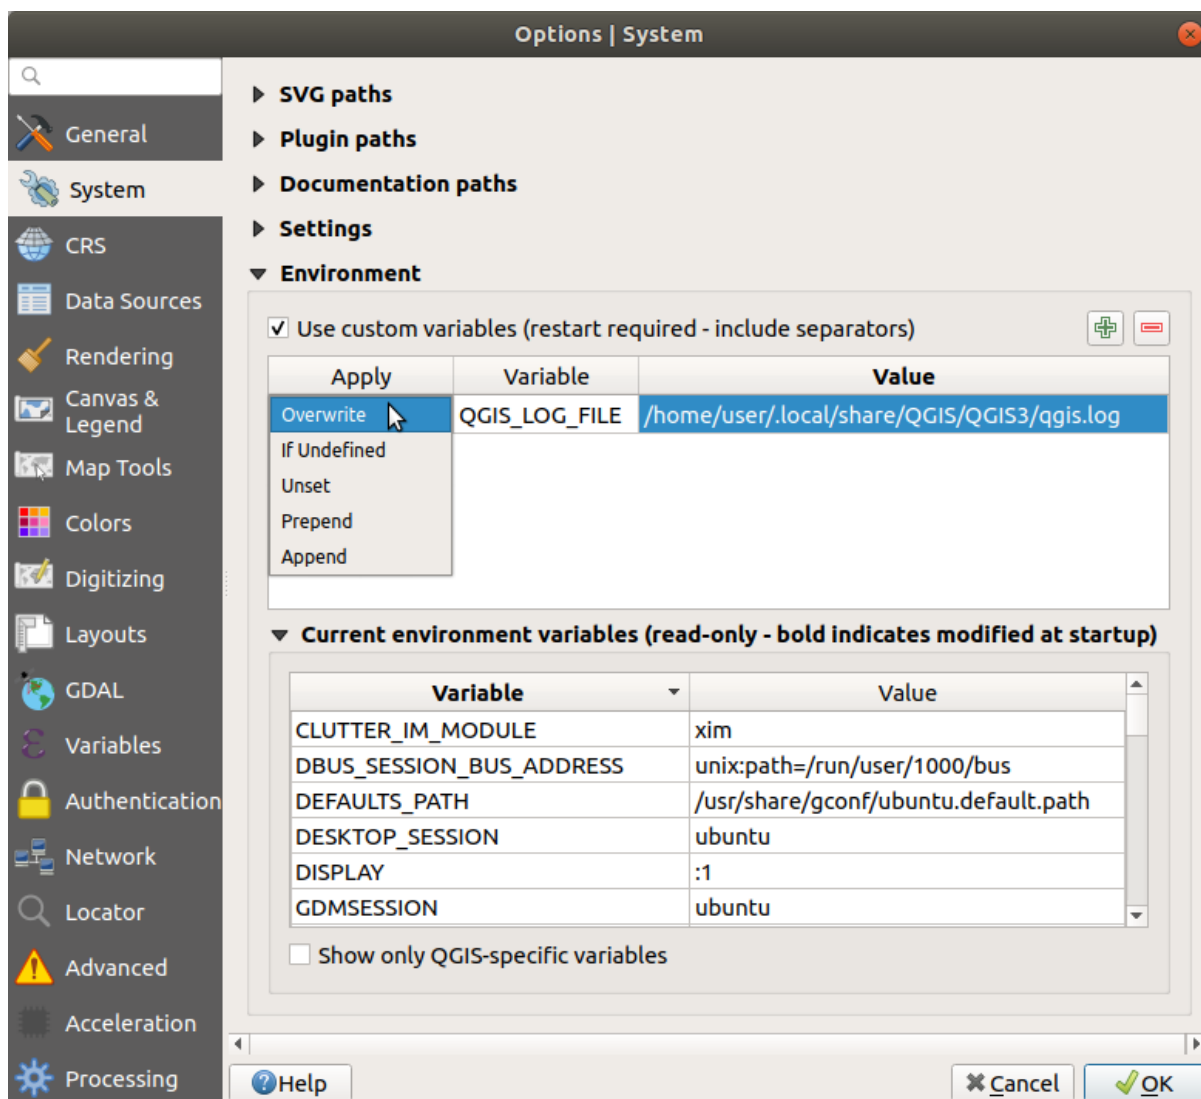 Options | System
General
System
CRS
Data Sources
Rendering
Canvas &
Legend
Map Tools
Colors
Digitizing
Layouts
GDAL
Variables
Authentication
Network
Locator
Advanced
Acceleration
Processing
SVG paths
Plugin paths
Documentation paths
Settings
Environment
Use custom variables (restart required - include separators)
Apply Variable Value
Overwrite QGIS_LOG_FILE /home/user/.local/share/QGIS/QGIS3/qgis.log
If Undefined
Unset
Prepend
Append
Current environment variables (read-only - bold indicates modified at startup)
Variable Value
CLUTTER_IM_MODULE xim
DBUS_SESSION_BUS_ADDRESS unix:path=/run/user/1000/bus
DEFAULTS_PATH /usr/share/gconf/ubuntu.default.path
DESKTOP_SESSION ubuntu
DISPLAY :1
GDMSESSION ubuntu
Show only QGIS-specific variables
Help Cancel OK